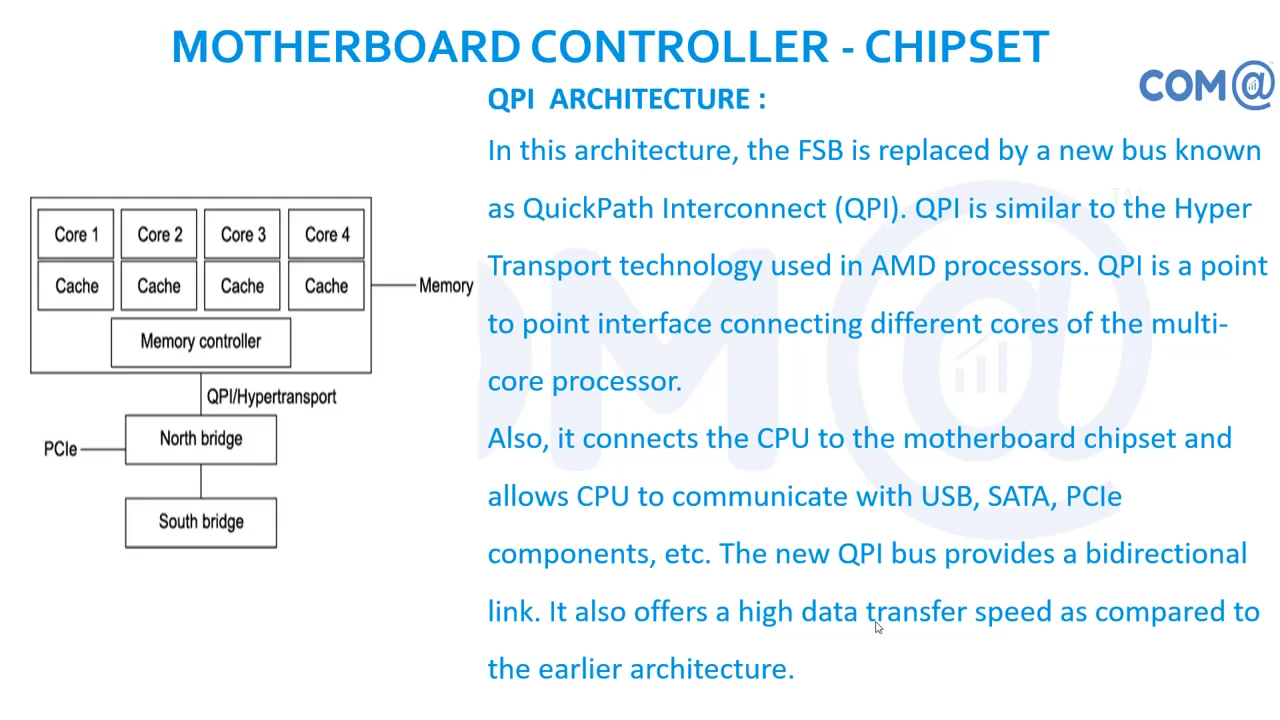 MOTHERBOARD CONTROLLER - CHIPSET
COM@
QPI ARCHITECTURE :
In this architecture, the FSB is replaced by a new bus known
as QuickPath Interconnect (QPI). QPI is similar to the Hyper
Transport technology used in AMD processors. QPI is a point
to point interface connecting different cores of the multi-
core processor.
Also, it connects the CPU to the motherboard chipset and
allows CPU to communicate with USB, SATA, PCIe
components, etc. The new QPI bus provides a bidirectional
link. It also offers a high data transfer speed as compared to
the earlier architecture.
Core 1 Core 2 Core 3 Core 4
Cache Cache Cache Cache
Memory
Memory controller
QPI/Hypertransport
North bridge
PCIe
South bridge